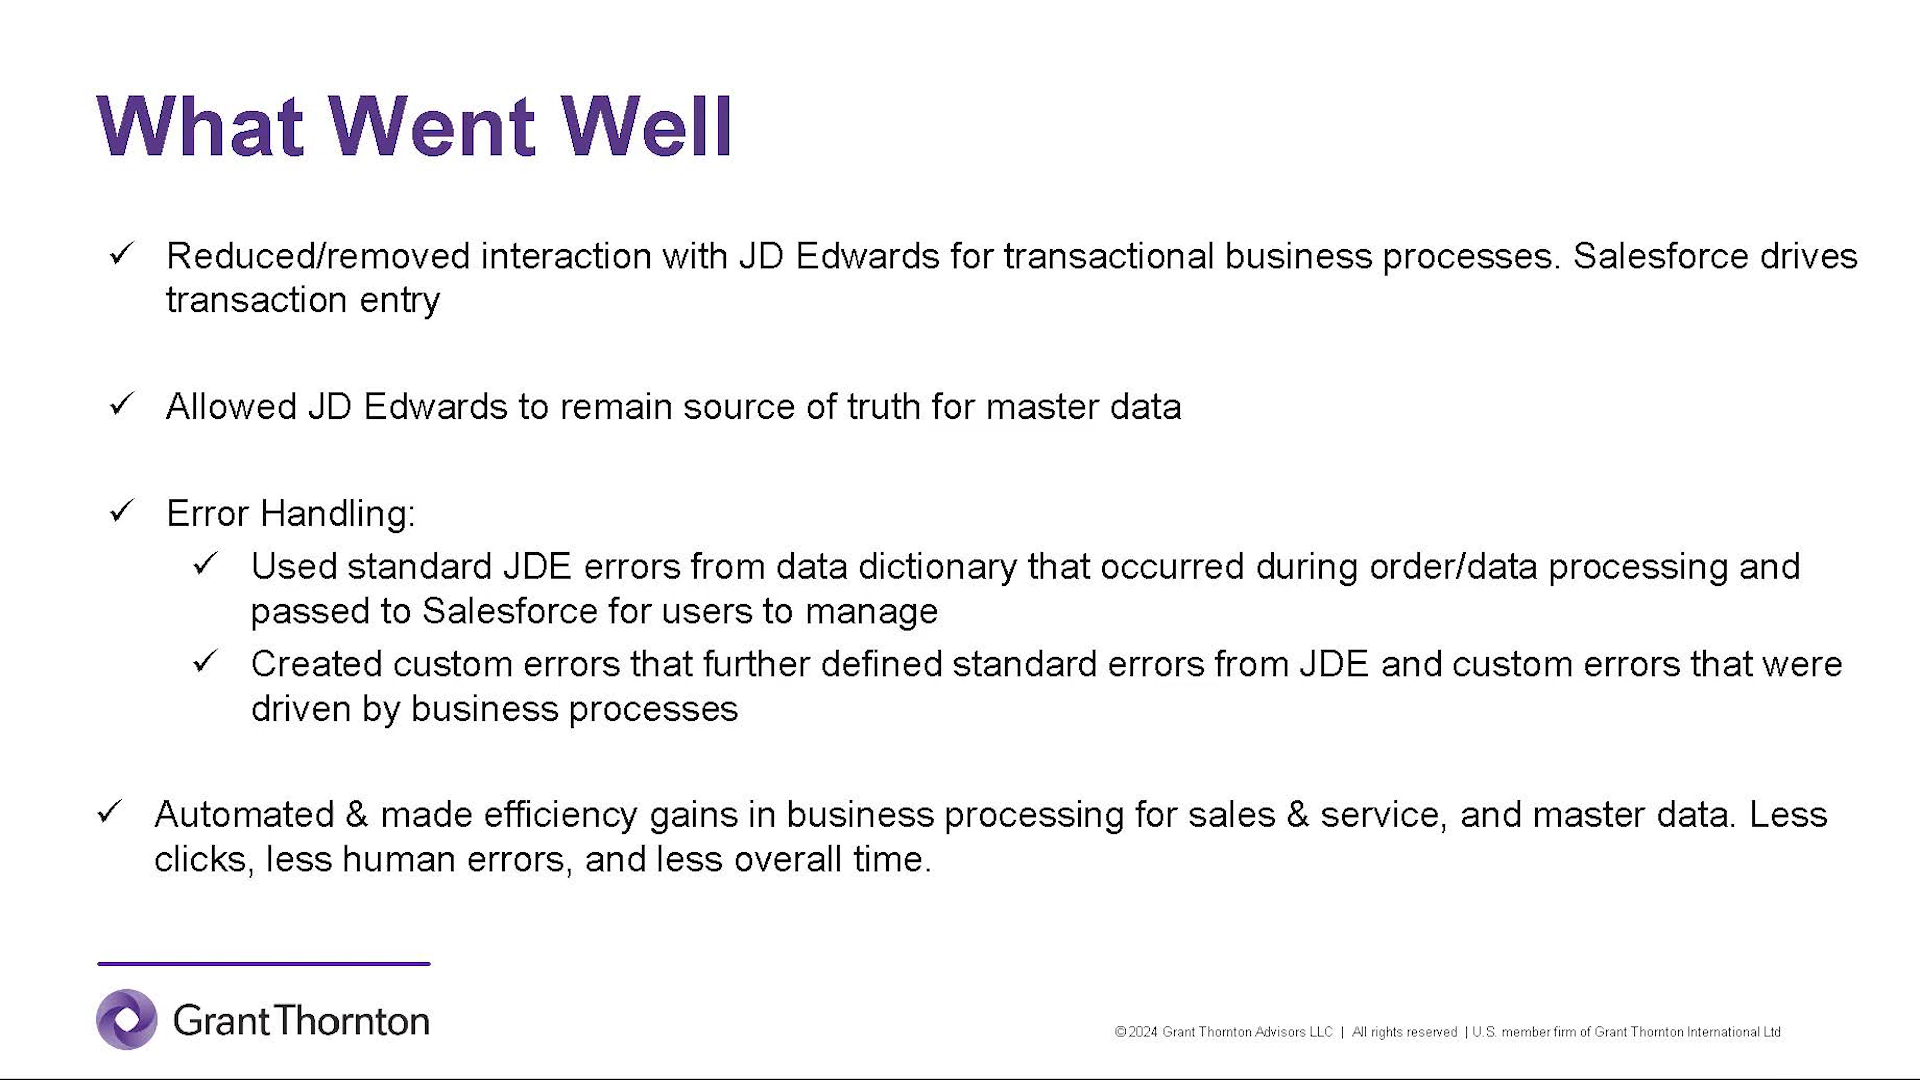 What Went Well
✓ Reduced/removed interaction with JD Edwards for transactional business processes. Salesforce drives
transaction entry
✓ Allowed JD Edwards to remain source of truth for master data
✓ Error Handling:
✓ Used standard JDE errors from data dictionary that occurred during order/data processing and
passed to Salesforce for users to manage
✓ Created custom errors that further defined standard errors from JDE and custom errors that were
driven by business processes
✓ Automated & made efficiency gains in business processing for sales & service, and master data. Less
clicks, less human errors, and less overall time.
Grant Thornton
© 2024 Grant Thornton Advisors LLC | All rights reserved | U.S. member firm of Grant Thornton International Ltd